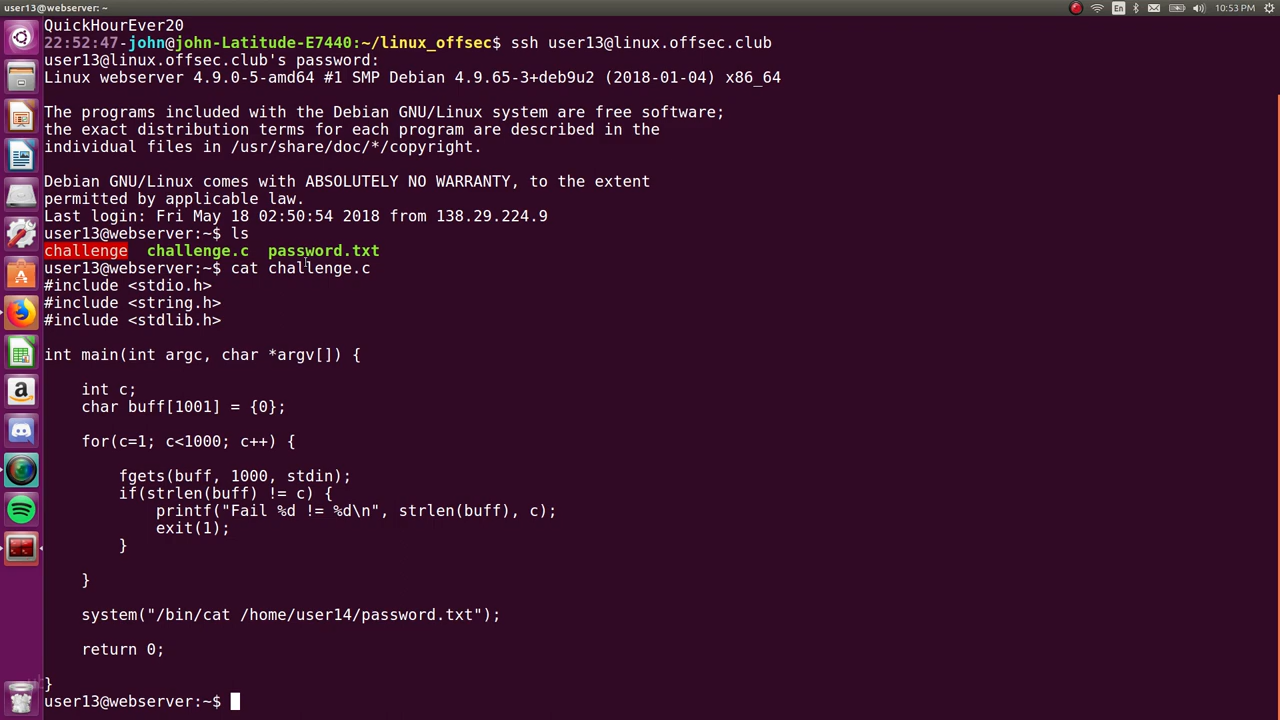 user13@webserver: ~
En
10:53 PM
QuickHourEver20
22:52:47-john@john-Latitude-E7440:~/linux_offsec$ ssh user13@linux.offsec.club
user13@linux.offsec.club's password:
Linux webserver 4.9.0-5-amd64 #1 SMP Debian 4.9.65-3+deb9u2 (2018-01-04) x86_64

The programs included with the Debian GNU/Linux system are free software;
the exact distribution terms for each program are described in the
individual files in /usr/share/doc/*/copyright.

Debian GNU/Linux comes with ABSOLUTELY NO WARRANTY, to the extent
permitted by applicable law.
Last login: Fri May 18 02:50:54 2018 from 138.29.224.9
user13@webserver:~$ ls
challenge  challenge.c  password.txt
user13@webserver:~$ cat challenge.c
#include <stdio.h>
#include <string.h>
#include <stdlib.h>

int main(int argc, char *argv[]) {

    int c;
    char buff[1001] = {0};

    for(c=1; c<1000; c++) {

        fgets(buff, 1000, stdin);
        if(strlen(buff) != c) {
            printf("Fail %d != %d\n", strlen(buff), c);
            exit(1);
        }

    }

    system("/bin/cat /home/user14/password.txt");

    return 0;

}
user13@webserver:~$